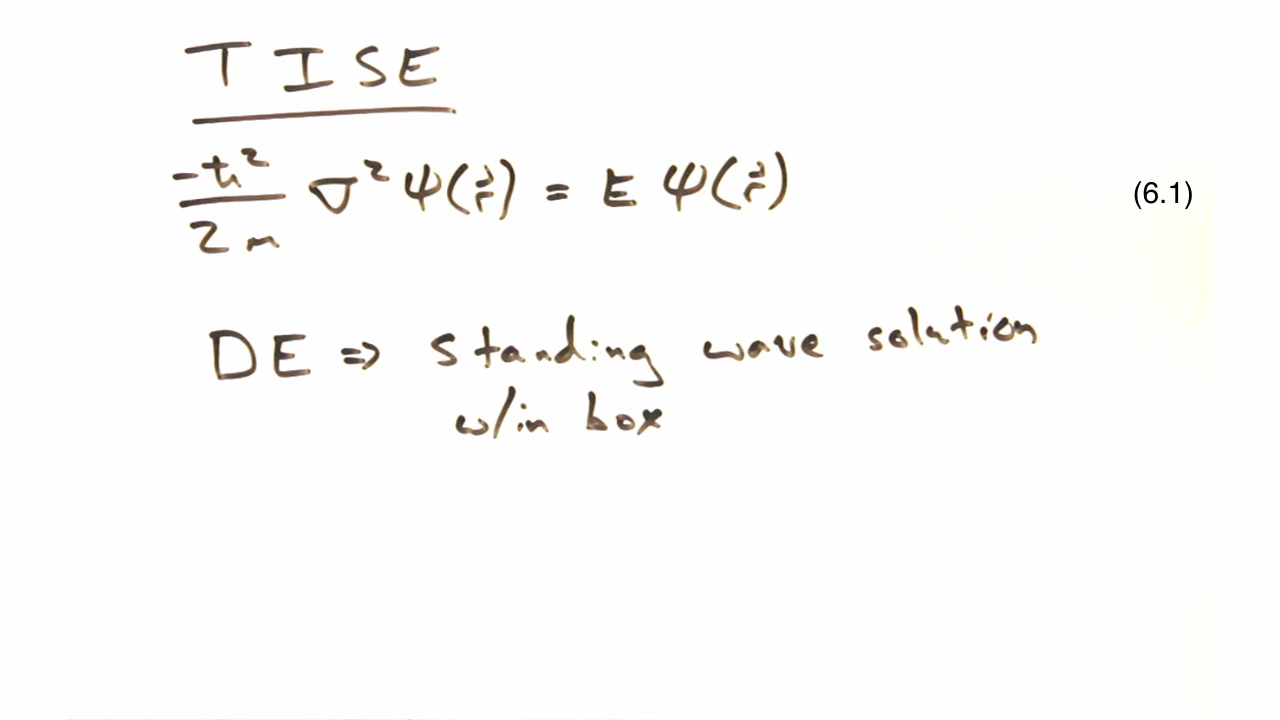 TISE
-ħ²/2m ∇²Ψ(r⃗) = E Ψ(r⃗) (6.1)
DE ⇒ standing wave solution
w/in box